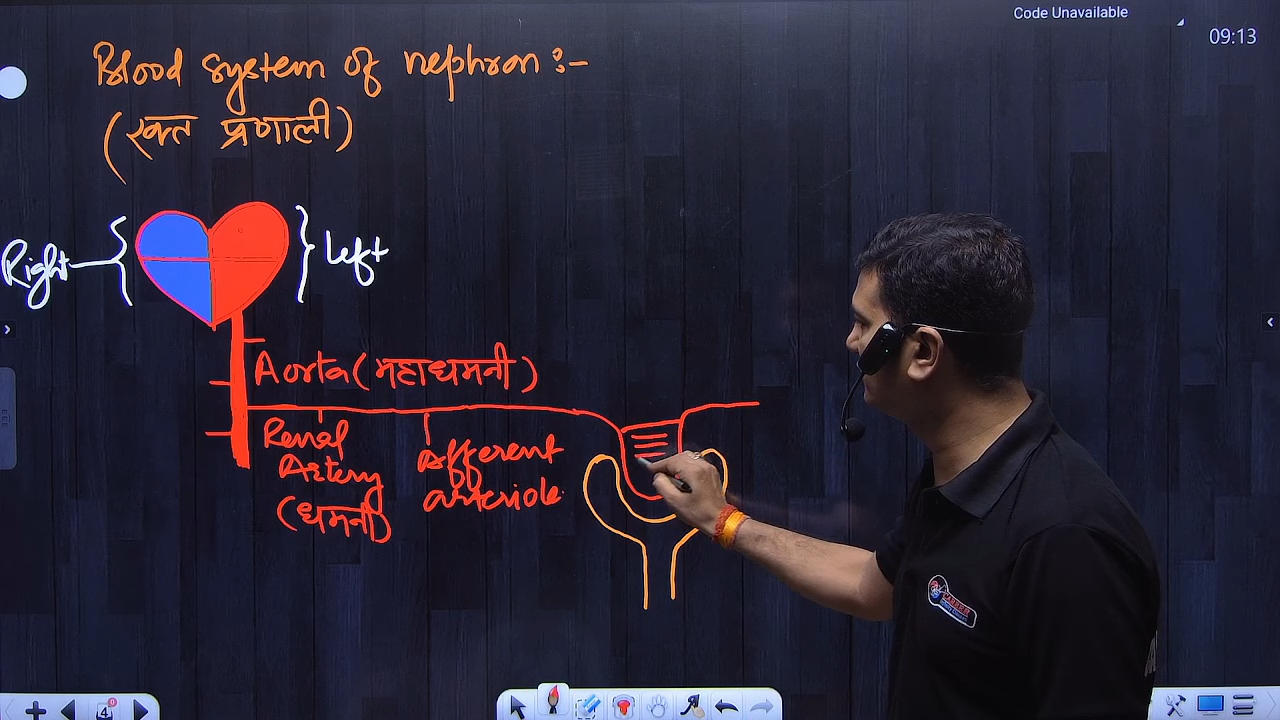 Code Unavailable
09:13
Blood system of nephron :-
(रक्त प्रणाली)
Right
Left
Aorta (महाधमनी)
Renal
Artery
(धमनी)
Afferent
arteriole
4